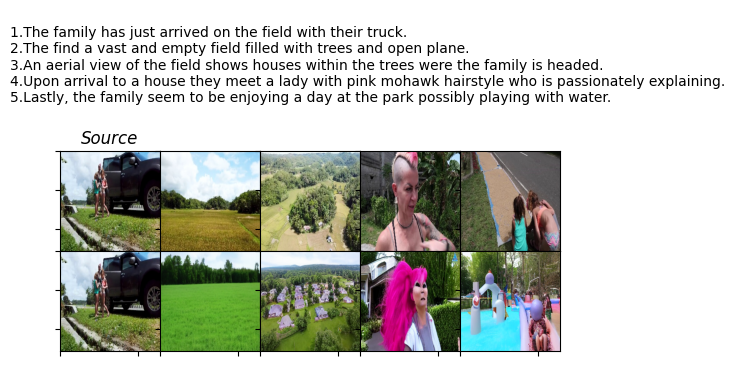 1.The family has just arrived on the field with their truck.
2.The find a vast and empty field filled with trees and open plane.
3.An aerial view of the field shows houses within the trees were the family is headed.
4.Upon arrival to a house they meet a lady with pink mohawk hairstyle who is passionately explaining.
5.Lastly, the family seem to be enjoying a day at the park possibly playing with water.
Source